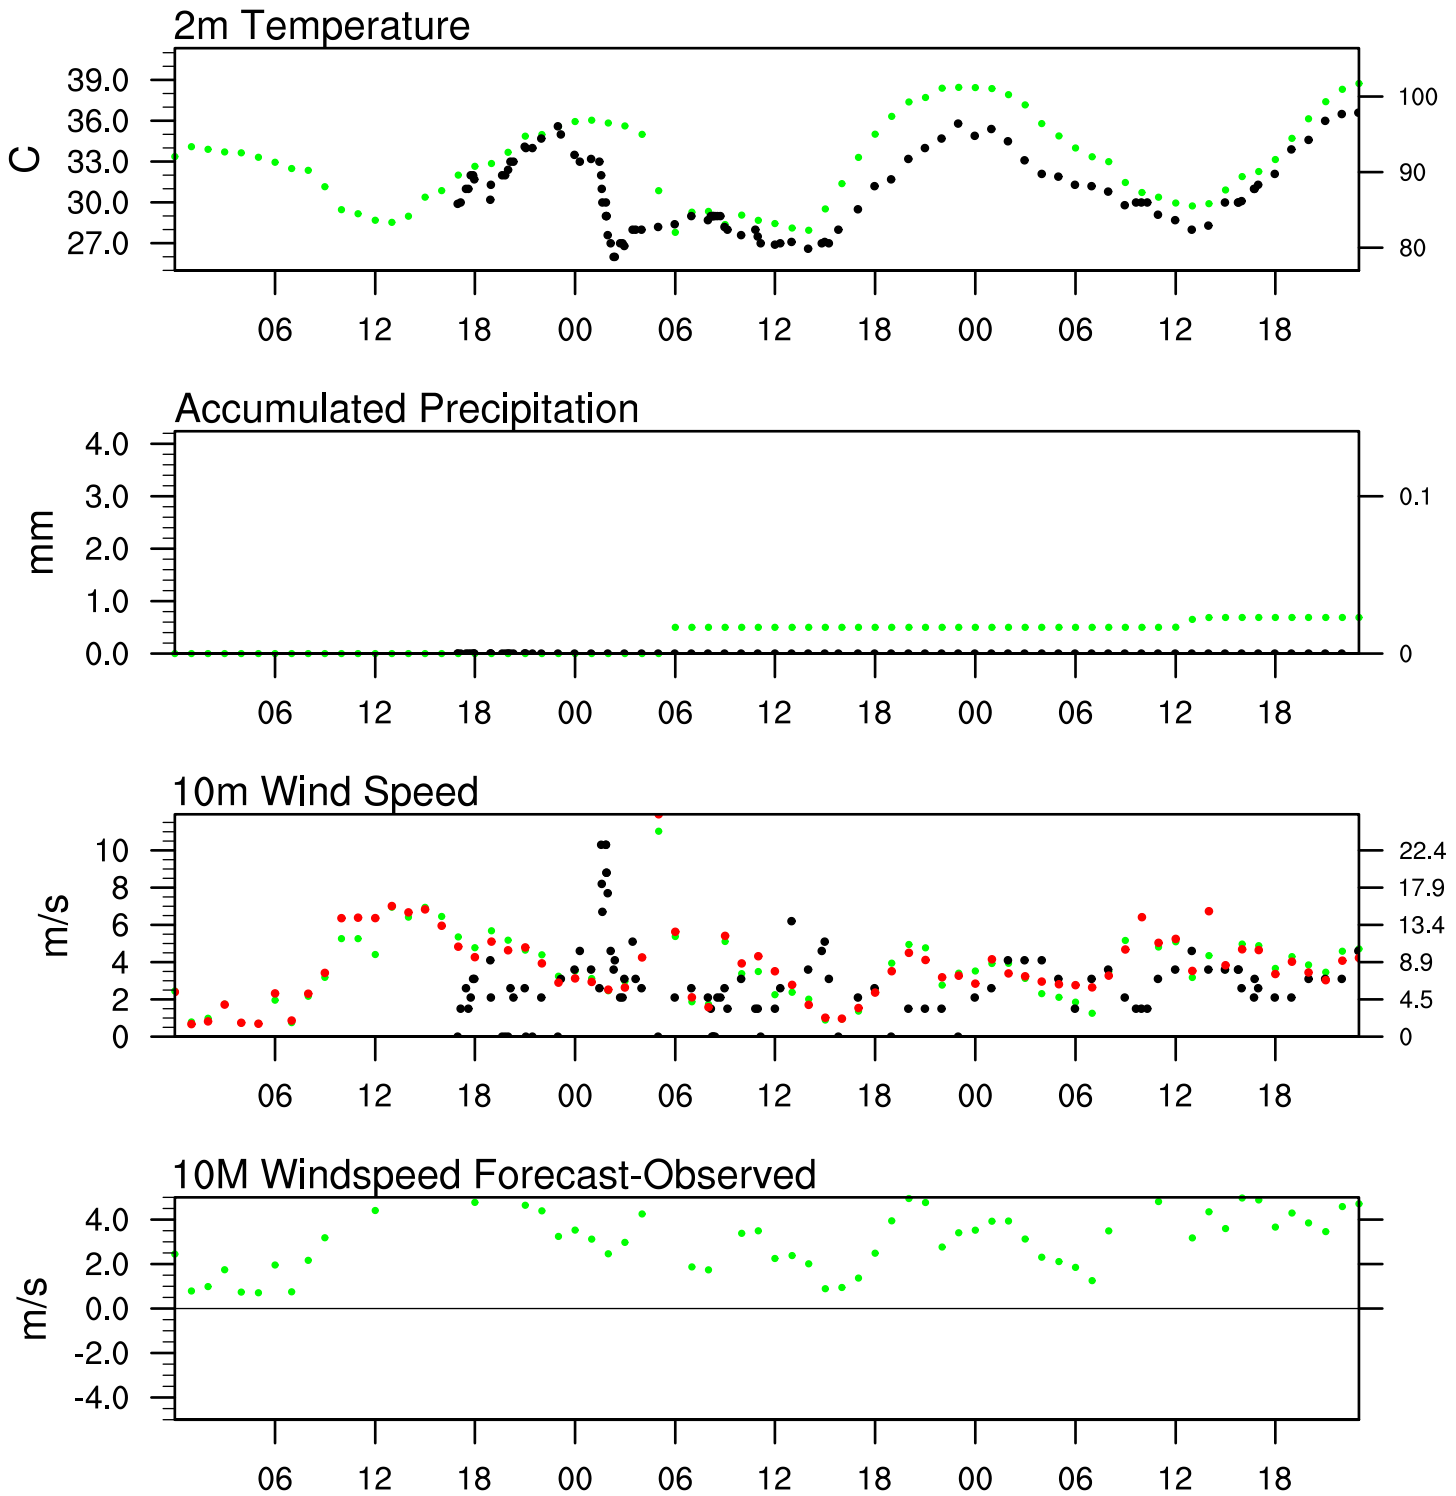 2m Temperature
39.0
36.0
33.0
30.0
27.0
C
100
90
80
06 12 18 00 06 12 18 00 06 12 18
Accumulated Precipitation
4.0
3.0
2.0
1.0
0.0
mm
0.1
0
06 12 18 00 06 12 18 00 06 12 18
10m Wind Speed
10
8
6
4
2
0
m/s
22.4
17.9
13.4
8.9
4.5
0
06 12 18 00 06 12 18 00 06 12 18
10M Windspeed Forecast-Observed
4.0
2.0
0.0
-2.0
-4.0
m/s
06 12 18 00 06 12 18 00 06 12 18